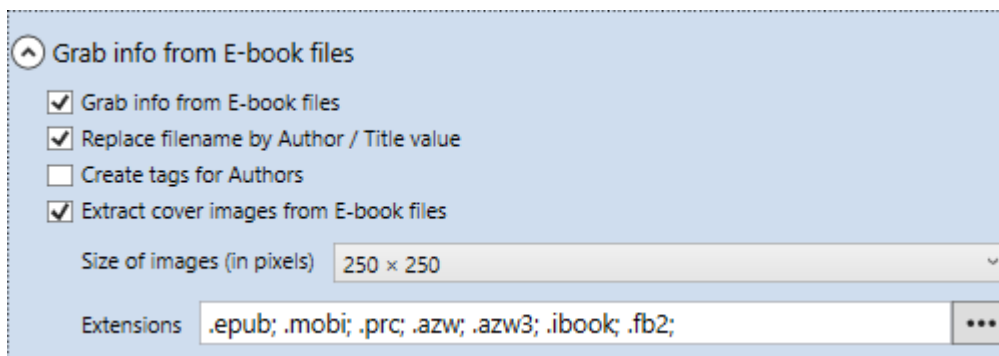 Grab info from E-book files
Grab info from E-book files
Replace filename by Author / Title value
Create tags for Authors
Extract cover images from E-book files
Size of images (in pixels) 250 × 250
Extensions .epub; .mobi; .prc; .azw; .azw3; .ibook; .fb2; •••